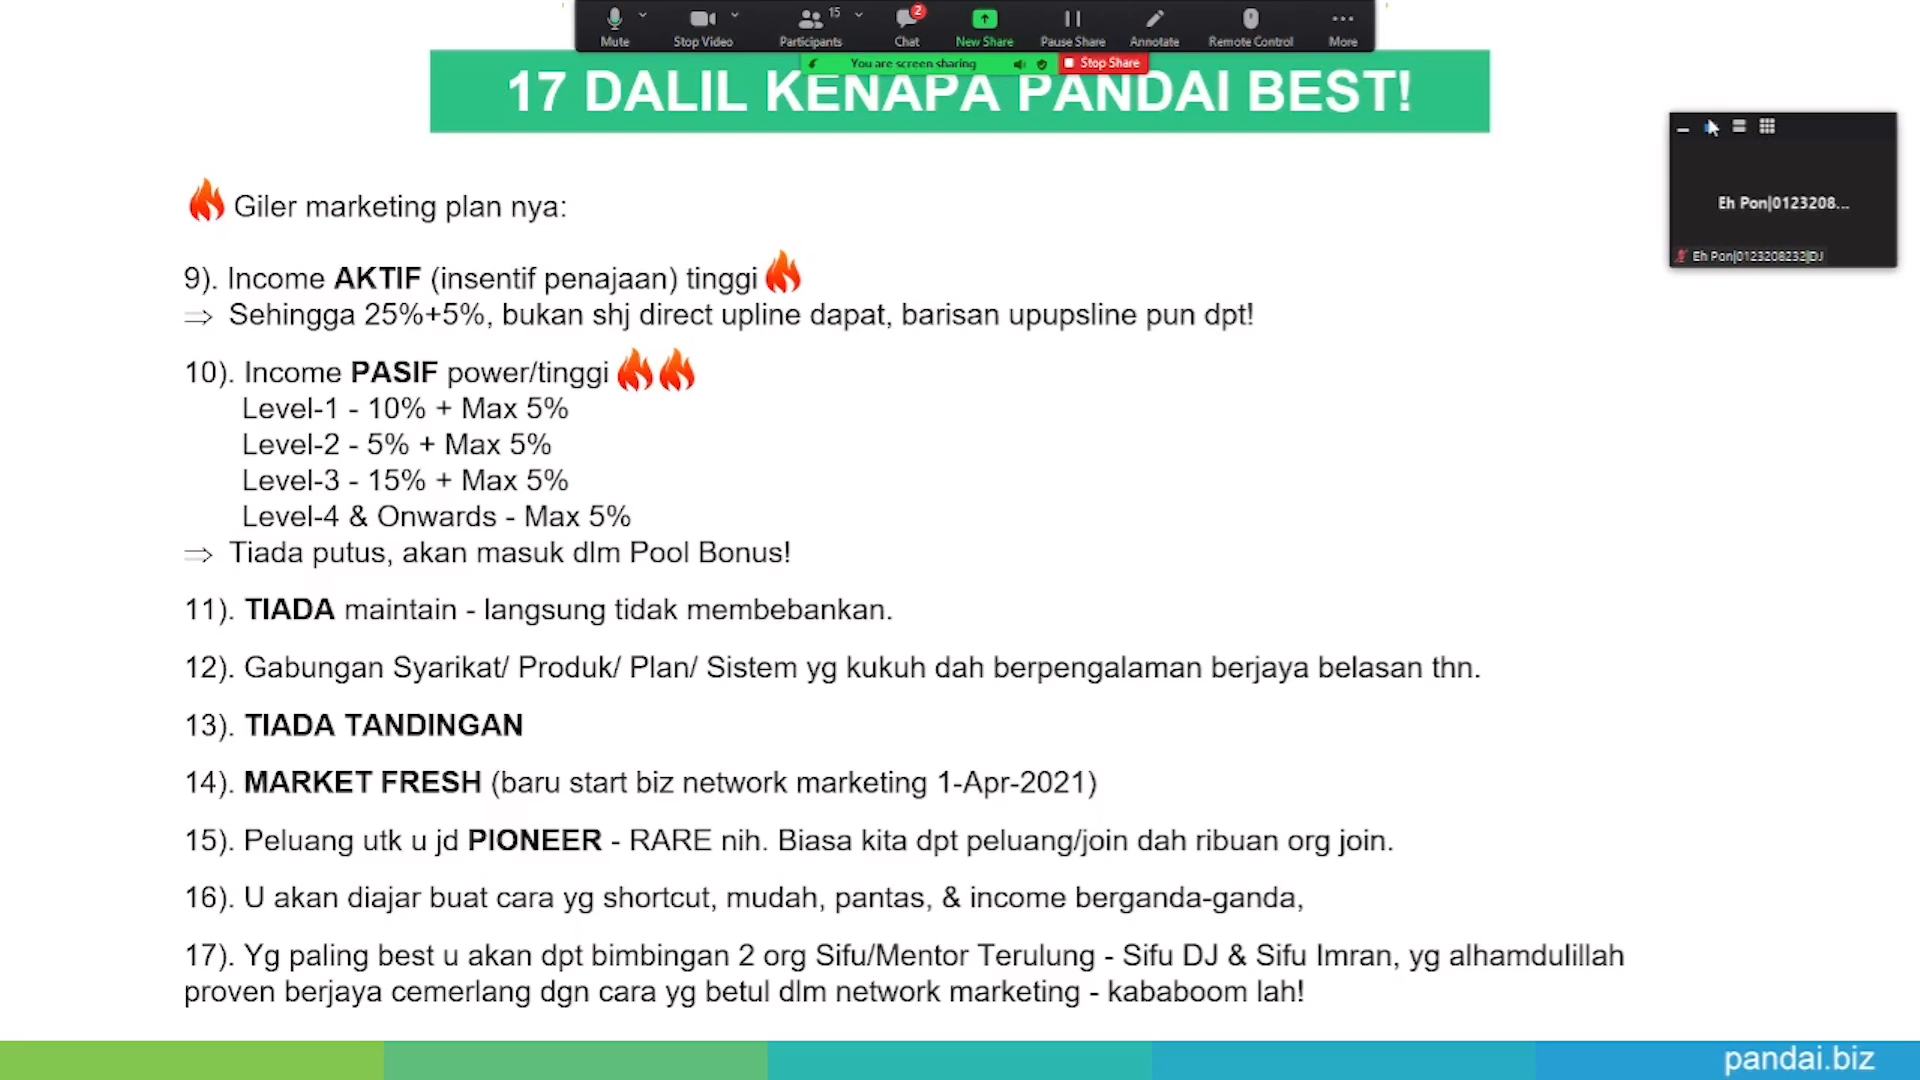 15
2
Mute
Stop Video
Participants
Chat
New Share
Pause Share
Annotate
Remote Control
More
You are screen sharing
Stop Share
17 DALIL KENAPA PANDAI BEST!
Eh Pon|0123208...
Eh Pon|0123208232|DJ
Giler marketing plan nya:
9). Income AKTIF (insentif penajaan) tinggi
⇒ Sehingga 25%+5%, bukan shj direct upline dapat, barisan upupsline pun dpt!
10). Income PASIF power/tinggi
Level-1 - 10% + Max 5%
Level-2 - 5% + Max 5%
Level-3 - 15% + Max 5%
Level-4 & Onwards - Max 5%
⇒ Tiada putus, akan masuk dlm Pool Bonus!
11). TIADA maintain - langsung tidak membebankan.
12). Gabungan Syarikat/ Produk/ Plan/ Sistem yg kukuh dah berpengalaman berjaya belasan thn.
13). TIADA TANDINGAN
14). MARKET FRESH (baru start biz network marketing 1-Apr-2021)
15). Peluang utk u jd PIONEER - RARE nih. Biasa kita dpt peluang/join dah ribuan org join.
16). U akan diajar buat cara yg shortcut, mudah, pantas, & income berganda-ganda,
17). Yg paling best u akan dpt bimbingan 2 org Sifu/Mentor Terulung - Sifu DJ & Sifu Imran, yg alhamdulillah
proven berjaya cemerlang dgn cara yg betul dlm network marketing - kababoom lah!
pandai.biz